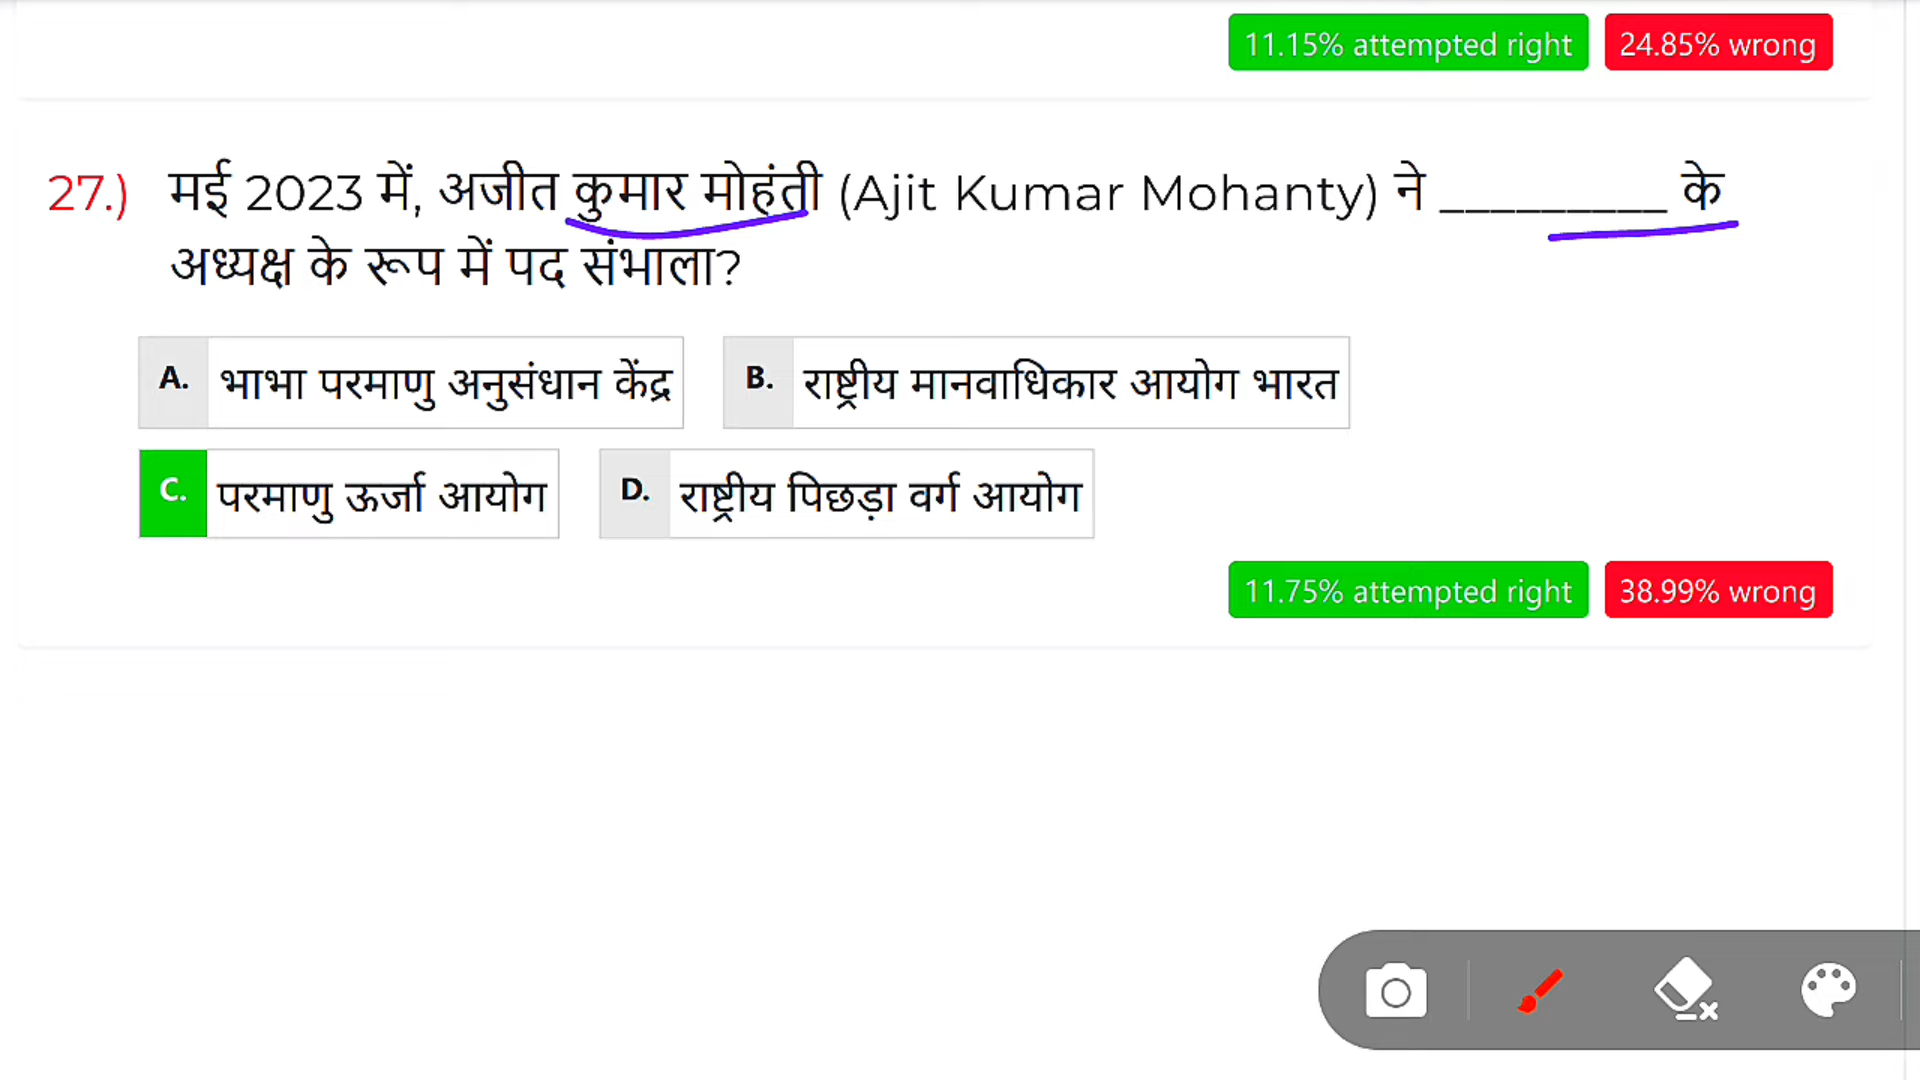 11.15% attempted right 24.85% wrong
27.) मई 2023 में, अजीत कुमार मोहंती (Ajit Kumar Mohanty) ने _________ के
अध्यक्ष के रूप में पद संभाला?
A. भाभा परमाणु अनुसंधान केंद्र B. राष्ट्रीय मानवाधिकार आयोग भारत
C. परमाणु ऊर्जा आयोग D. राष्ट्रीय पिछड़ा वर्ग आयोग
11.75% attempted right 38.99% wrong